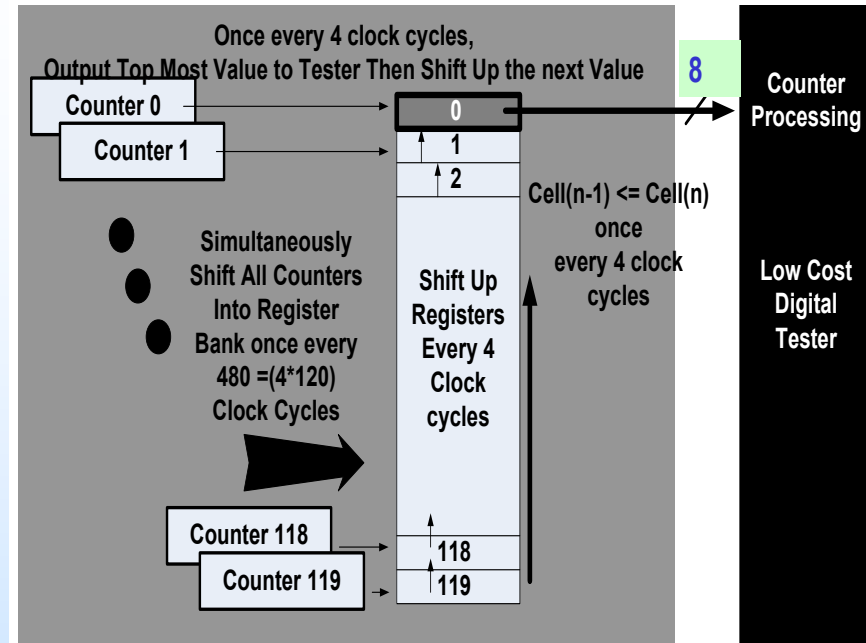 Once every 4 clock cycles,
Output Top Most Value to Tester Then Shift Up the next Value
8
Counter
Processing
Counter 0
0
Counter 1
1
2
Cell(n-1) <= Cell(n)
once
every 4 clock
cycles
Simultaneously
Shift All Counters
Into Register
Bank once every
480 =(4*120)
Clock Cycles
Shift Up
Registers
Every 4
Clock
cycles
Low Cost
Digital
Tester
Counter 118
118
Counter 119
119